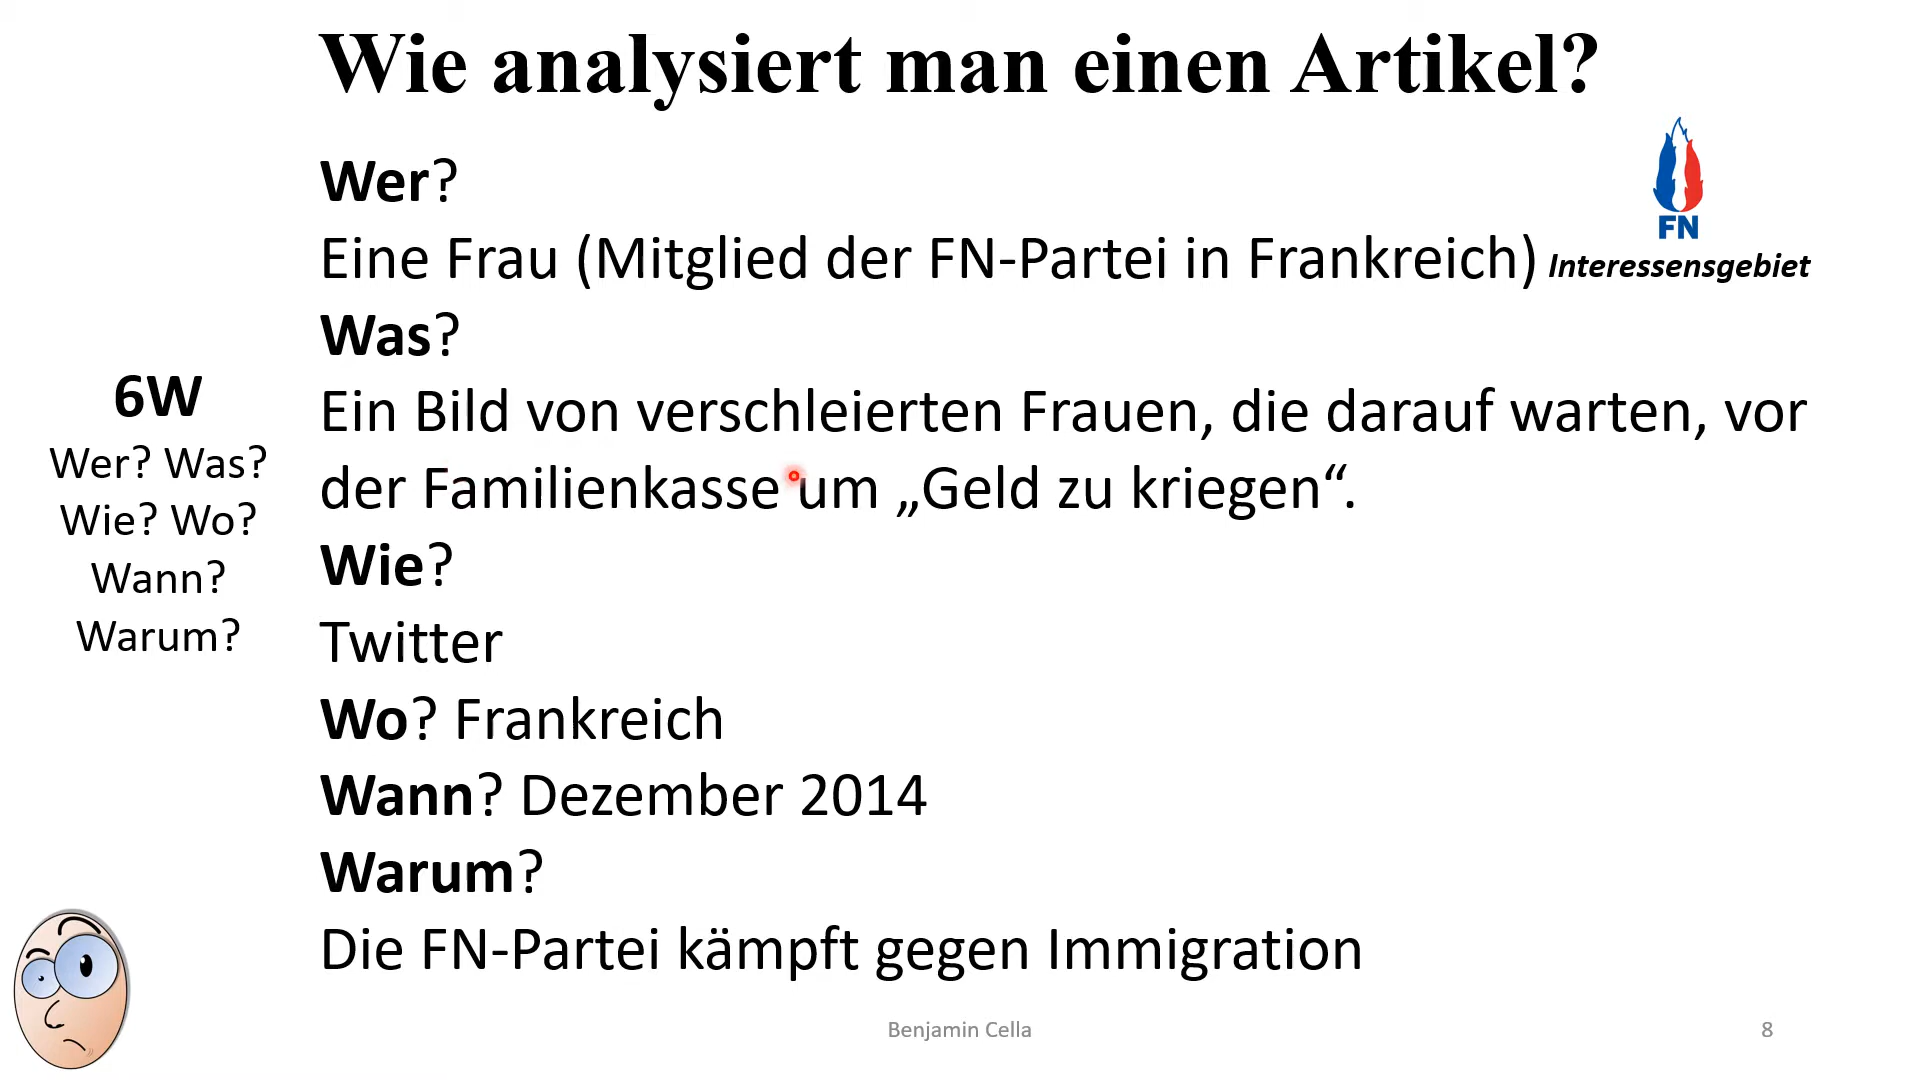 Wie analysiert man einen Artikel?
FN
Interessensgebiet
6W
Wer? Was?
Wie? Wo?
Wann?
Warum?
Wer?
Eine Frau (Mitglied der FN-Partei in Frankreich)
Was?
Ein Bild von verschleierten Frauen, die darauf warten, vor
der Familienkasse um „Geld zu kriegen“.
Wie?
Twitter
Wo? Frankreich
Wann? Dezember 2014
Warum?
Die FN-Partei kämpft gegen Immigration
Benjamin Cella
8